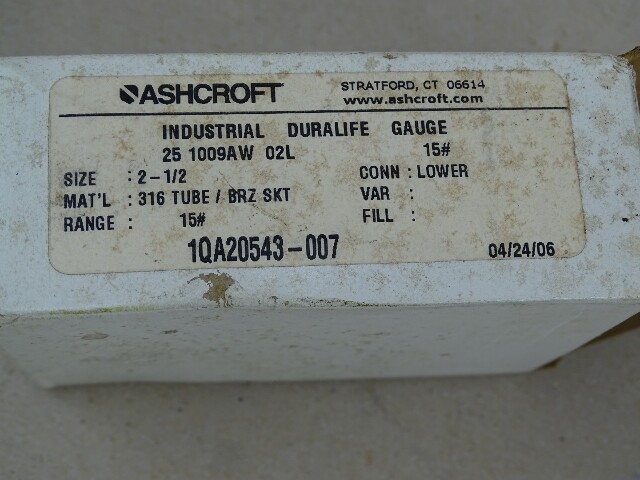 ASHCROFT
STRATFORD, CT 06614
www.ashcroft.com
INDUSTRIAL DURALIFE GAUGE
25 1009AW 02L 15#
SIZE : 2-1/2 CONN : LOWER
MAT'L : 316 TUBE / BRZ SKT VAR :
RANGE : 15# FILL :
1QA20543-007 04/24/06